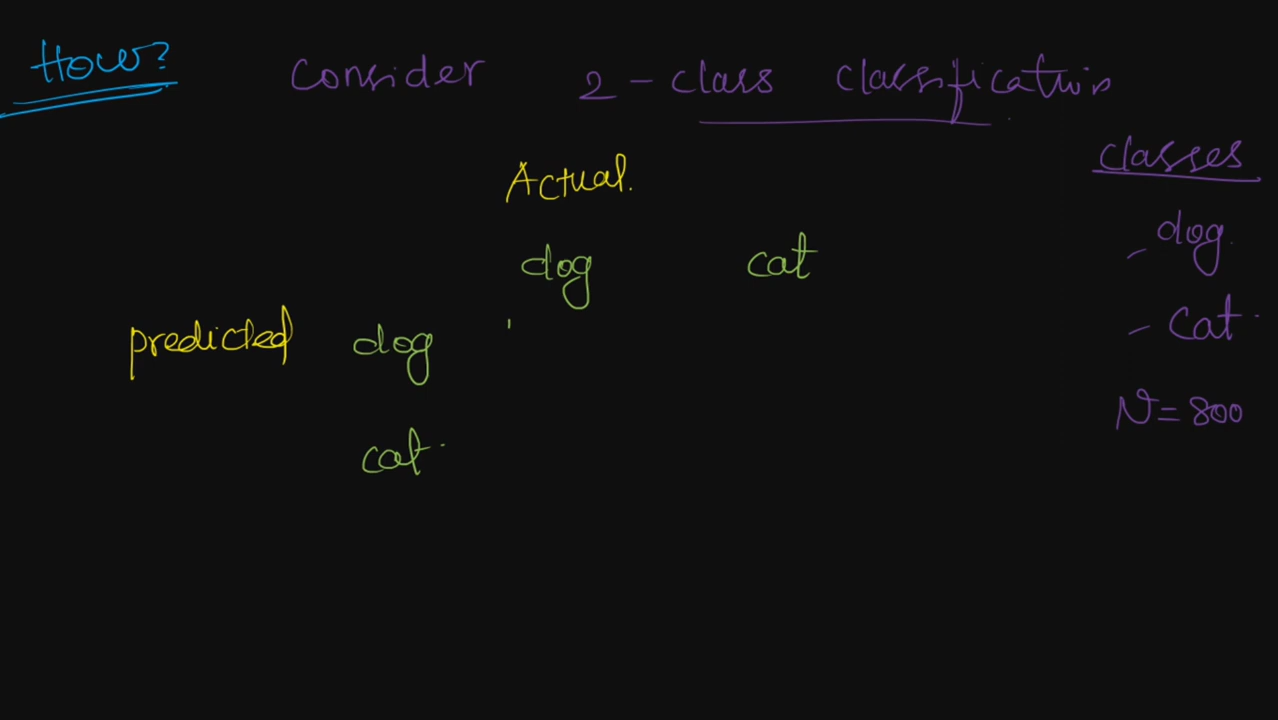 How?
Consider 2-class classification
classes
Actual.
dog cat
- dog.
predicted dog
- cat.
N=800
cat.